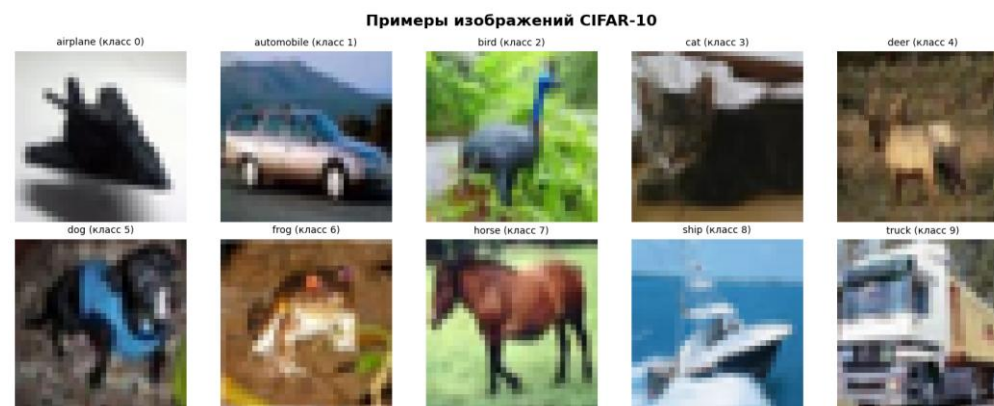 Примеры изображений CIFAR-10
airplane (класс 0) automobile (класс 1) bird (класс 2) cat (класс 3) deer (класс 4)
dog (класс 5) frog (класс 6) horse (класс 7) ship (класс 8) truck (класс 9)